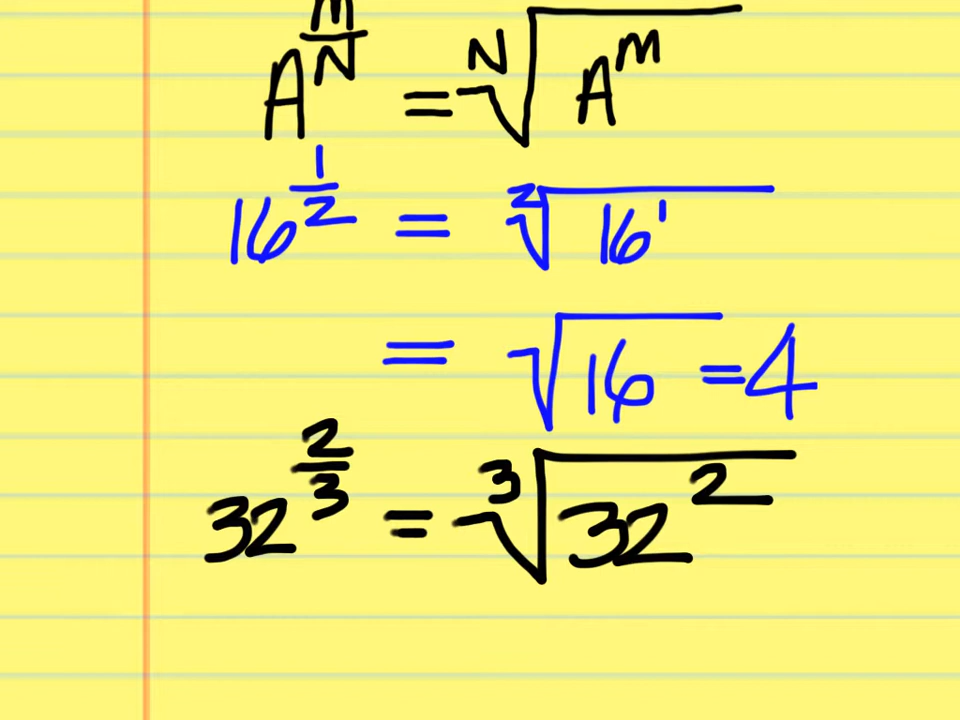 A^(m/N) = ᴺ√(A^m)
16^(1/2) = ²√(16^1)
= √16 = 4
32^(2/3) = ³√(32^2)